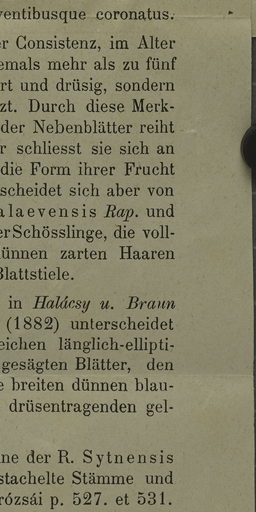 ventibusque coronatus.
r Consistenz, im Alter
emals mehr als zu fünf
rt und drüsig, sondern
zt. Durch diese Merk-
der Nebenblätter reiht
r schliesst sie sich an
die Form ihrer Frucht
scheidet sich aber von
alaevensis Rap. und
er Schösslinge, die voll-
ünnen zarten Haaren
Blattstiele.
in Halácsy u. Braun
(1882) unterscheidet
eichen länglich-ellipti-
gesägten Blätter, den
e breiten dünnen blau-
drüsentragenden gel-
ne der R. Sytnensis
stachelte Stämme und
rózsái p. 527. et 531.